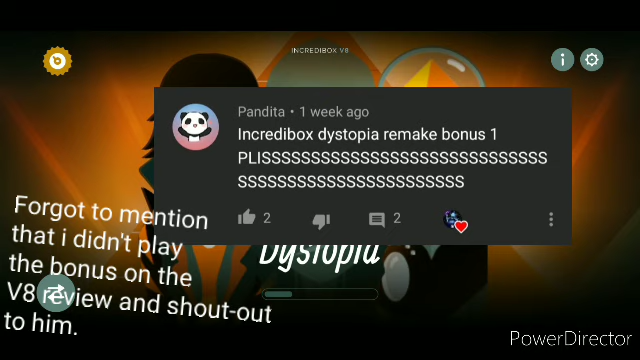 INCREDIBOX V8
Pandita • 1 week ago
Incredibox dystopia remake bonus 1
PLISSSSSSSSSSSSSSSSSSSSSSSSSSSSS
SSSSSSSSSSSSSSSSSSSSSSS
2
2
Dystopia
Forgot to mention
that i didn't play
the bonus on the
V8 review and shout-out
to him.
PowerDirector